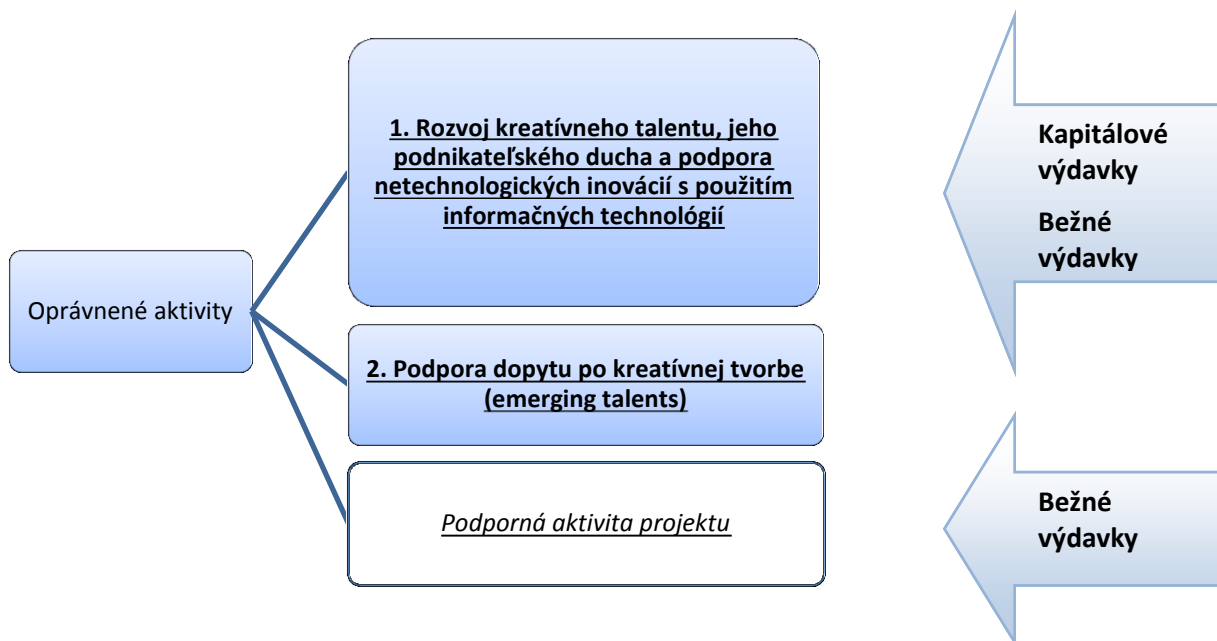 1. Rozvoj kreatívneho talentu, jeho
podnikateľského ducha a podpora
netechnologických inovácií s použitím
informačných technológií
Kapitálové
výdavky
Bežné
výdavky
Oprávnené aktivity
2. Podpora dopytu po kreatívnej tvorbe
(emerging talents)
Podporná aktivita projektu
Bežné
výdavky